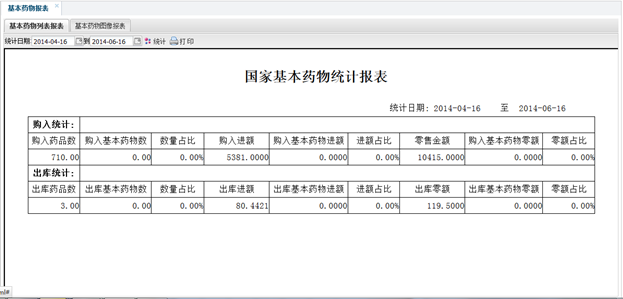 基本药物报表 ×
基本药物列表报表 基本药物图像报表
统计日期 2014-04-16 到 2014-06-16 统计 打印
国家基本药物统计报表
统计日期: 2014-04-16 至 2014-06-16
购入统计:
购入药品数 购入基本药物数 数量占比 购入进额 购入基本药物进额 进额占比 零售金额 购入基本药物零额 零额占比
710.00 0.00 0.00% 5381.0000 0.0000 0.00% 10415.0000 0.0000 0.00%
出库统计:
出库药品数 出库基本药物数 数量占比 出库进额 出库基本药物进额 进额占比 出库零额 出库基本药物零额 零额占比
3.00 0.00 0.00% 80.4421 0.0000 0.00% 119.5000 0.0000 0.00%